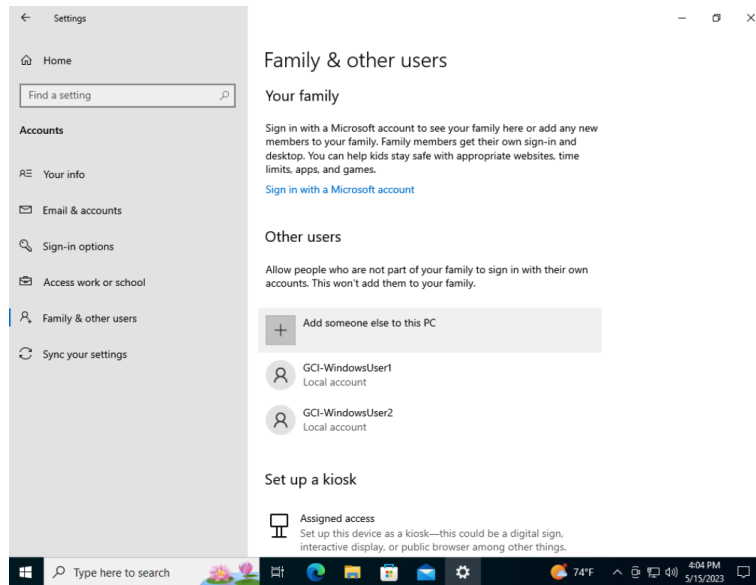 Settings
Home
Find a setting
Accounts
Your info
Email & accounts
Sign-in options
Access work or school
Family & other users
Sync your settings
Family & other users
Your family
Sign in with a Microsoft account to see your family here or add any new
members to your family. Family members get their own sign-in and
desktop. You can help kids stay safe with appropriate websites, time
limits, apps, and games.
Sign in with a Microsoft account
Other users
Allow people who are not part of your family to sign in with their own
accounts. This won't add them to your family.
Add someone else to this PC
GCI-WindowsUser1
Local account
GCI-WindowsUser2
Local account
Set up a kiosk
Assigned access
Set up this device as a kiosk—this could be a digital sign,
interactive display, or public browser among other things.
Type here to search
74°F
4:04 PM
5/15/2023